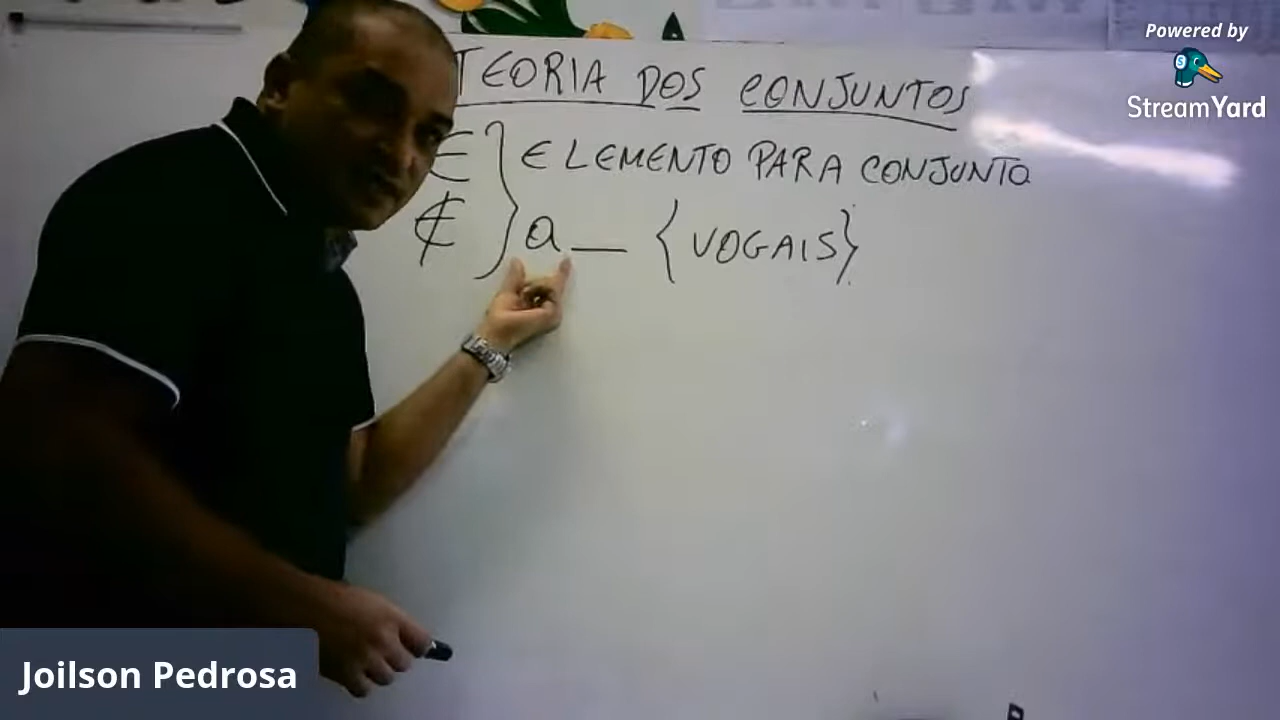 Powered by
StreamYard
TEORIA DOS CONJUNTOS
∈ } ELEMENTO PARA CONJUNTO
∉ } a __ {VOGAIS}
Joilson Pedrosa